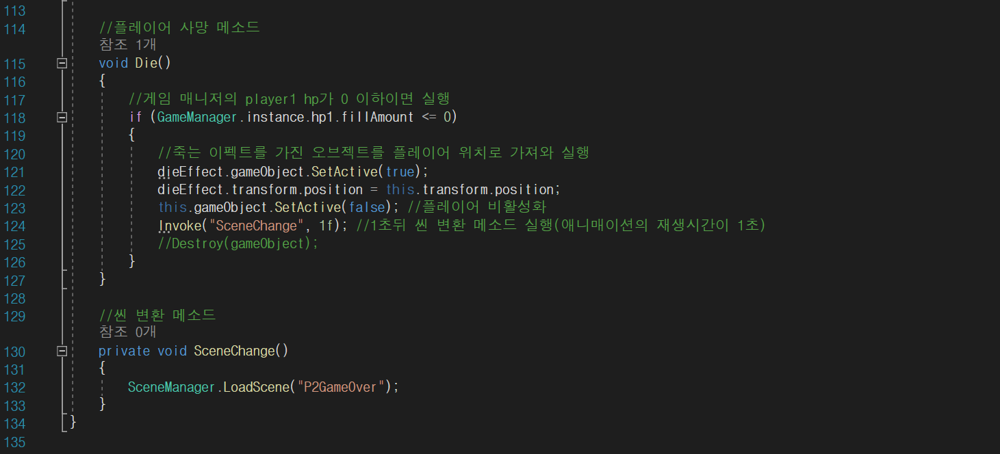 113
114 //플레이어 사망 메소드
참조 1개
115 void Die()
116 {
117 //게임 매니저의 player1 hp가 0 이하이면 실행
118 if (GameManager.instance.hp1.fillAmount <= 0)
119 {
120 //죽는 이펙트를 가진 오브젝트를 플레이어 위치로 가져와 실행
121 dieEffect.gameObject.SetActive(true);
122 dieEffect.transform.position = this.transform.position;
123 this.gameObject.SetActive(false); //플레이어 비활성화
124 Invoke("SceneChange", 1f); //1초뒤 씬 변환 메소드 실행(애니매이션의 재생시간이 1초)
125 //Destroy(gameObject);
126 }
127 }
128
129 //씬 변환 메소드
참조 0개
130 private void SceneChange()
131 {
132 SceneManager.LoadScene("P2GameOver");
133 }
134 }
135